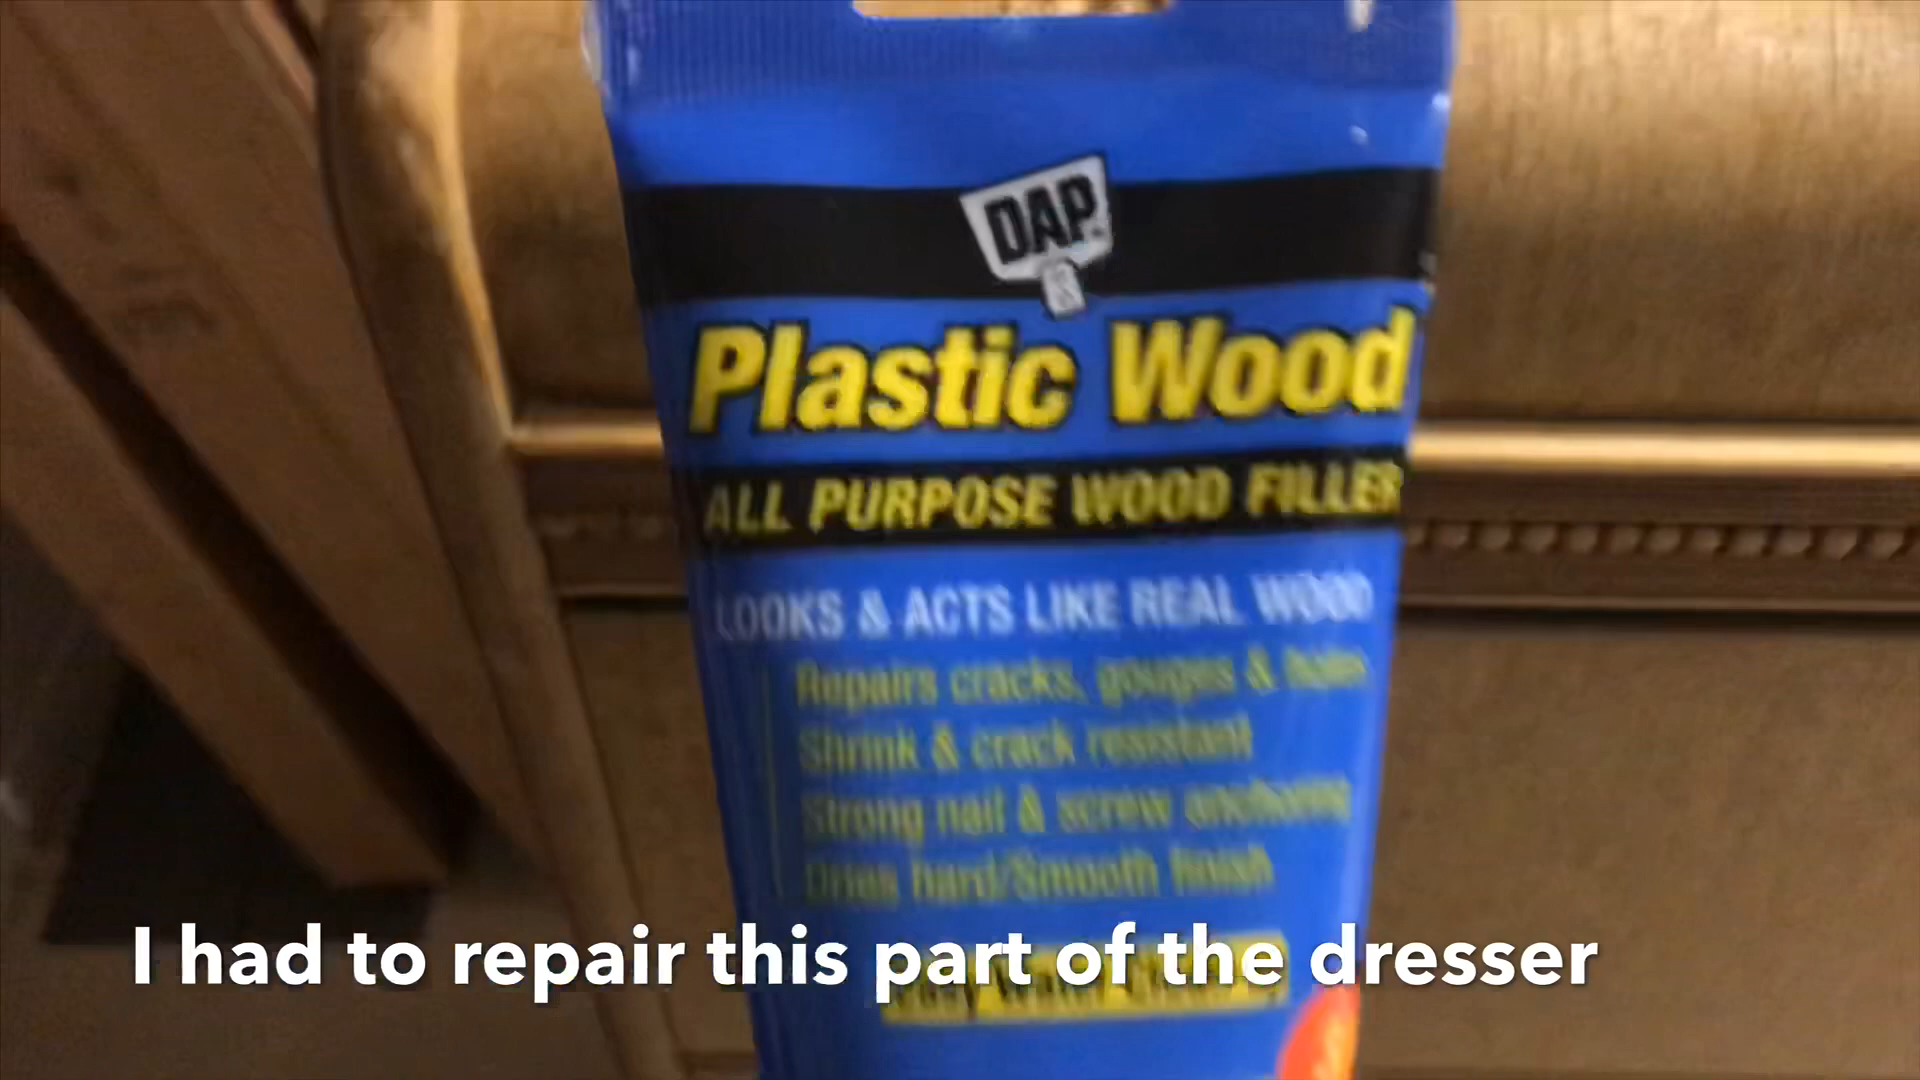 DAP
Plastic Wood
ALL PURPOSE WOOD FILLER
LOOKS & ACTS LIKE REAL WOOD
Repairs cracks, gouges & holes
Shrink & crack resistant
Strong nail & screw anchoring
Dries hard/Smooth finish
I had to repair this part of the dresser